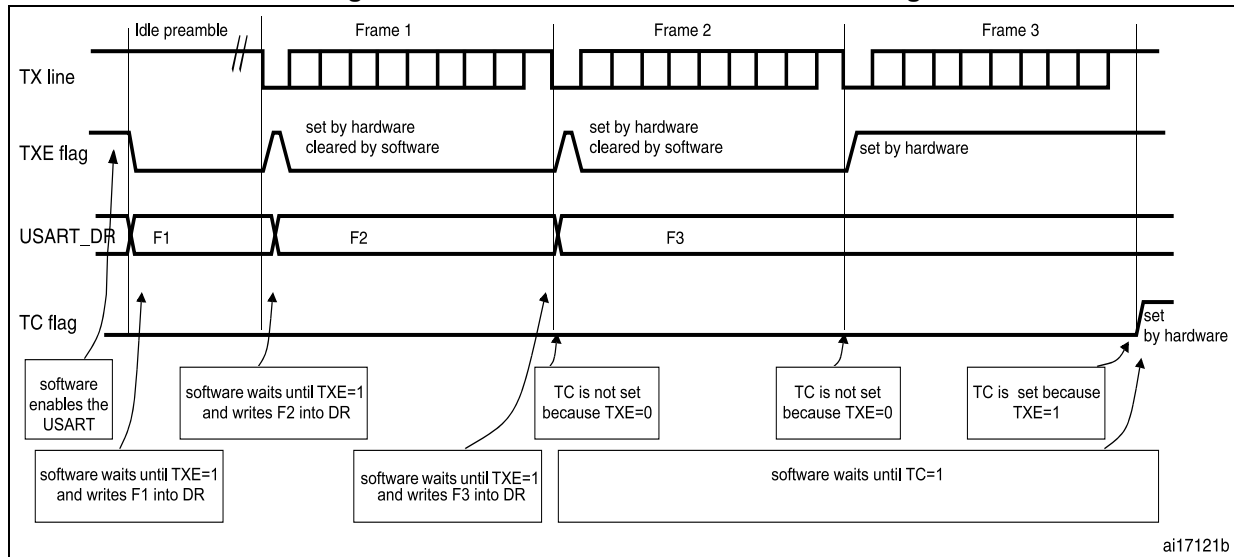 Idle preamble Frame 1 Frame 2 Frame 3
TX line
TXE flag
set by hardware
cleared by software
set by hardware
cleared by software
set by hardware
USART_DR F1 F2 F3
TC flag
set
by hardware
software
enables the
USART
software waits until TXE=1
and writes F2 into DR
TC is not set
because TXE=0
TC is not set
because TXE=0
TC is set because
TXE=1
software waits until TXE=1
and writes F1 into DR
software waits until TXE=1
and writes F3 into DR
software waits until TC=1
ai17121b